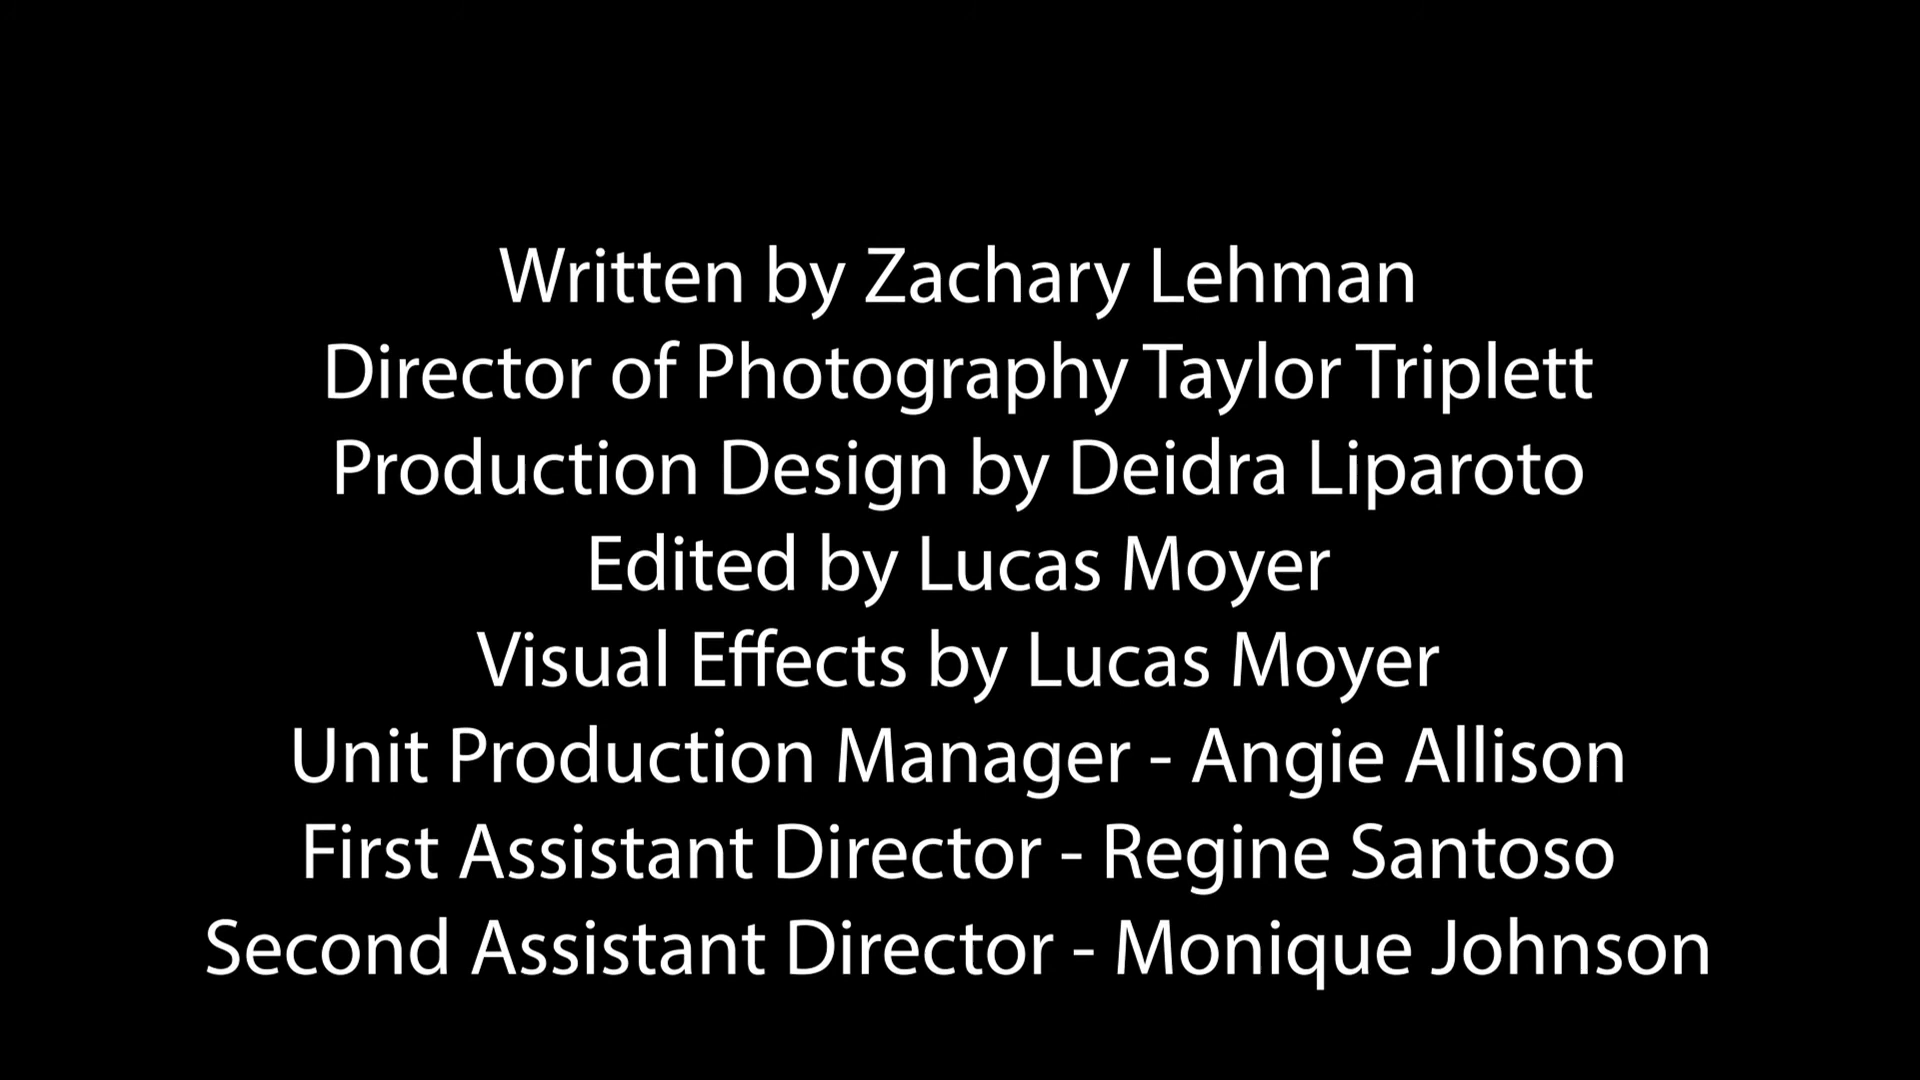 Written by Zachary Lehman
Director of Photography Taylor Triplett
Production Design by Deidra Liparoto
Edited by Lucas Moyer
Visual Effects by Lucas Moyer
Unit Production Manager - Angie Allison
First Assistant Director - Regine Santoso
Second Assistant Director - Monique Johnson